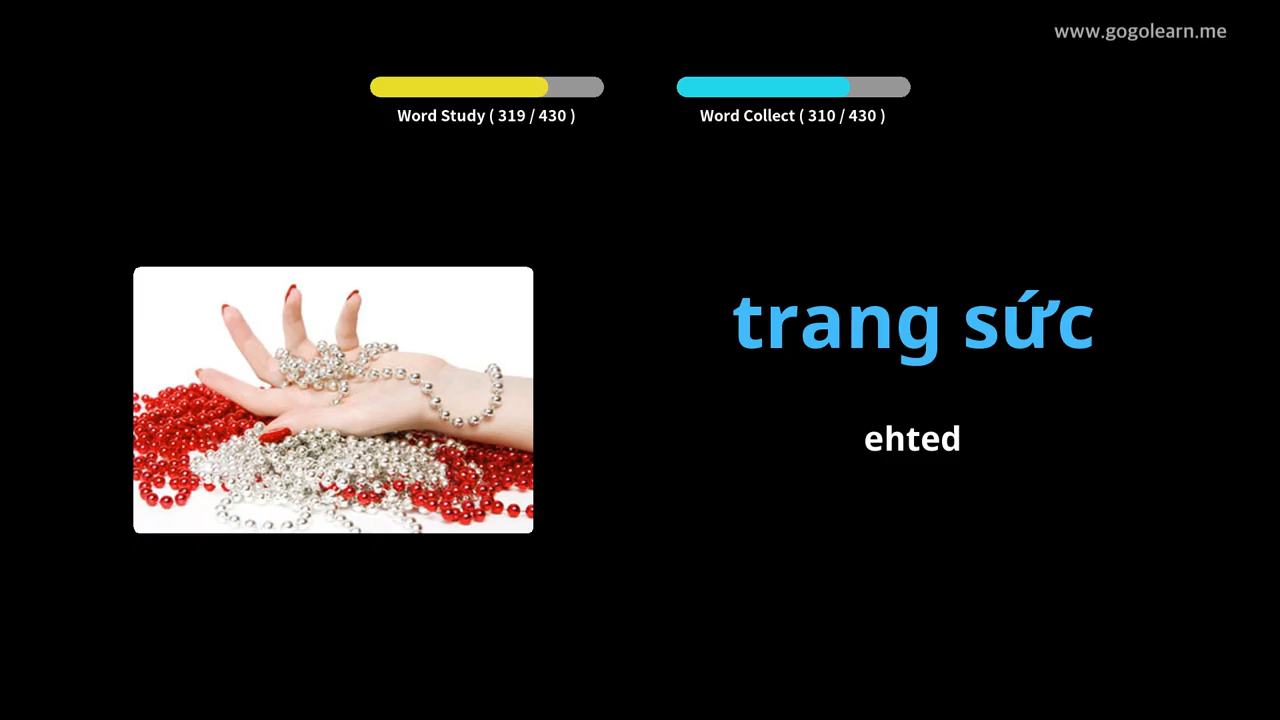 www.gogolearn.me
Word Study ( 319 / 430 )
Word Collect ( 310 / 430 )
trang sức
ehted